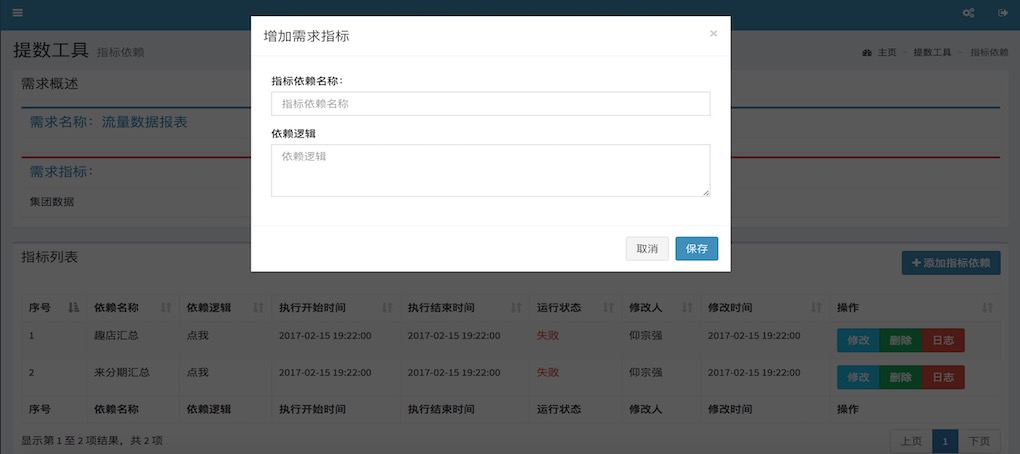 增加需求指标 ×
提数工具 指标依赖
主页 - 提数工具 - 指标依赖
需求概述
指标依赖名称：
指标依赖名称
需求名称：流量数据报表
依赖逻辑
依赖逻辑
需求指标：
集团数据
取消 保存
指标列表
+ 添加指标依赖
序号 依赖名称 依赖逻辑 执行开始时间 执行结束时间 运行状态 修改人 修改时间 操作
1 趣店汇总 点我 2017-02-15 19:22:00 2017-02-15 19:22:00 失败 仰宗强 2017-02-15 19:22:00 修改 删除 日志
2 来分期汇总 点我 2017-02-15 19:22:00 2017-02-15 19:22:00 失败 仰宗强 2017-02-15 19:22:00 修改 删除 日志
序号 依赖名称 依赖逻辑 执行开始时间 执行结束时间 运行状态 修改人 修改时间 操作
显示第 1 至 2 项结果，共 2 项
上页 1 下页